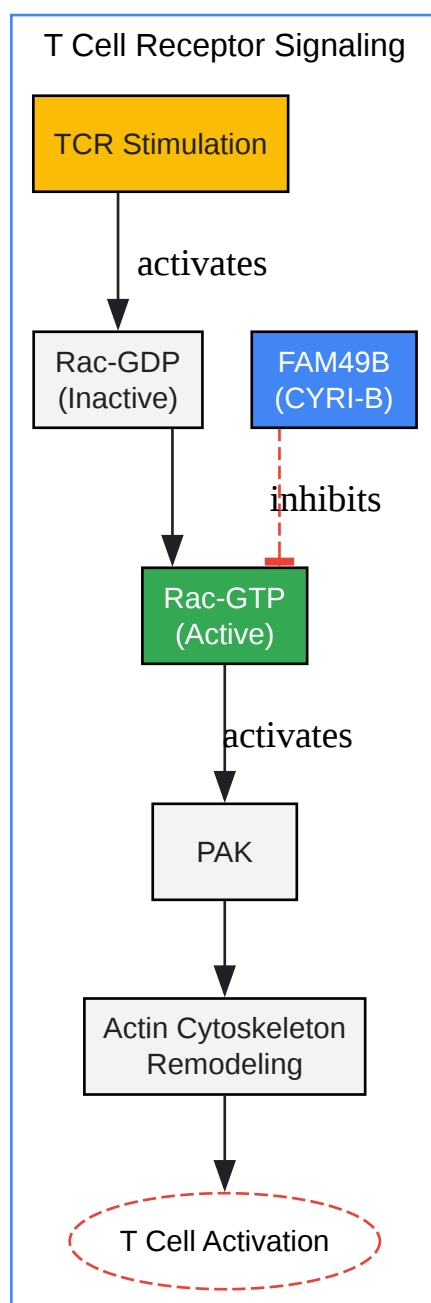 T Cell Receptor Signaling
TCR Stimulation
activates
Rac-GDP
(Inactive)
FAM49B
(CYRI-B)
inhibits
Rac-GTP
(Active)
activates
PAK
Actin Cytoskeleton
Remodeling
T Cell Activation